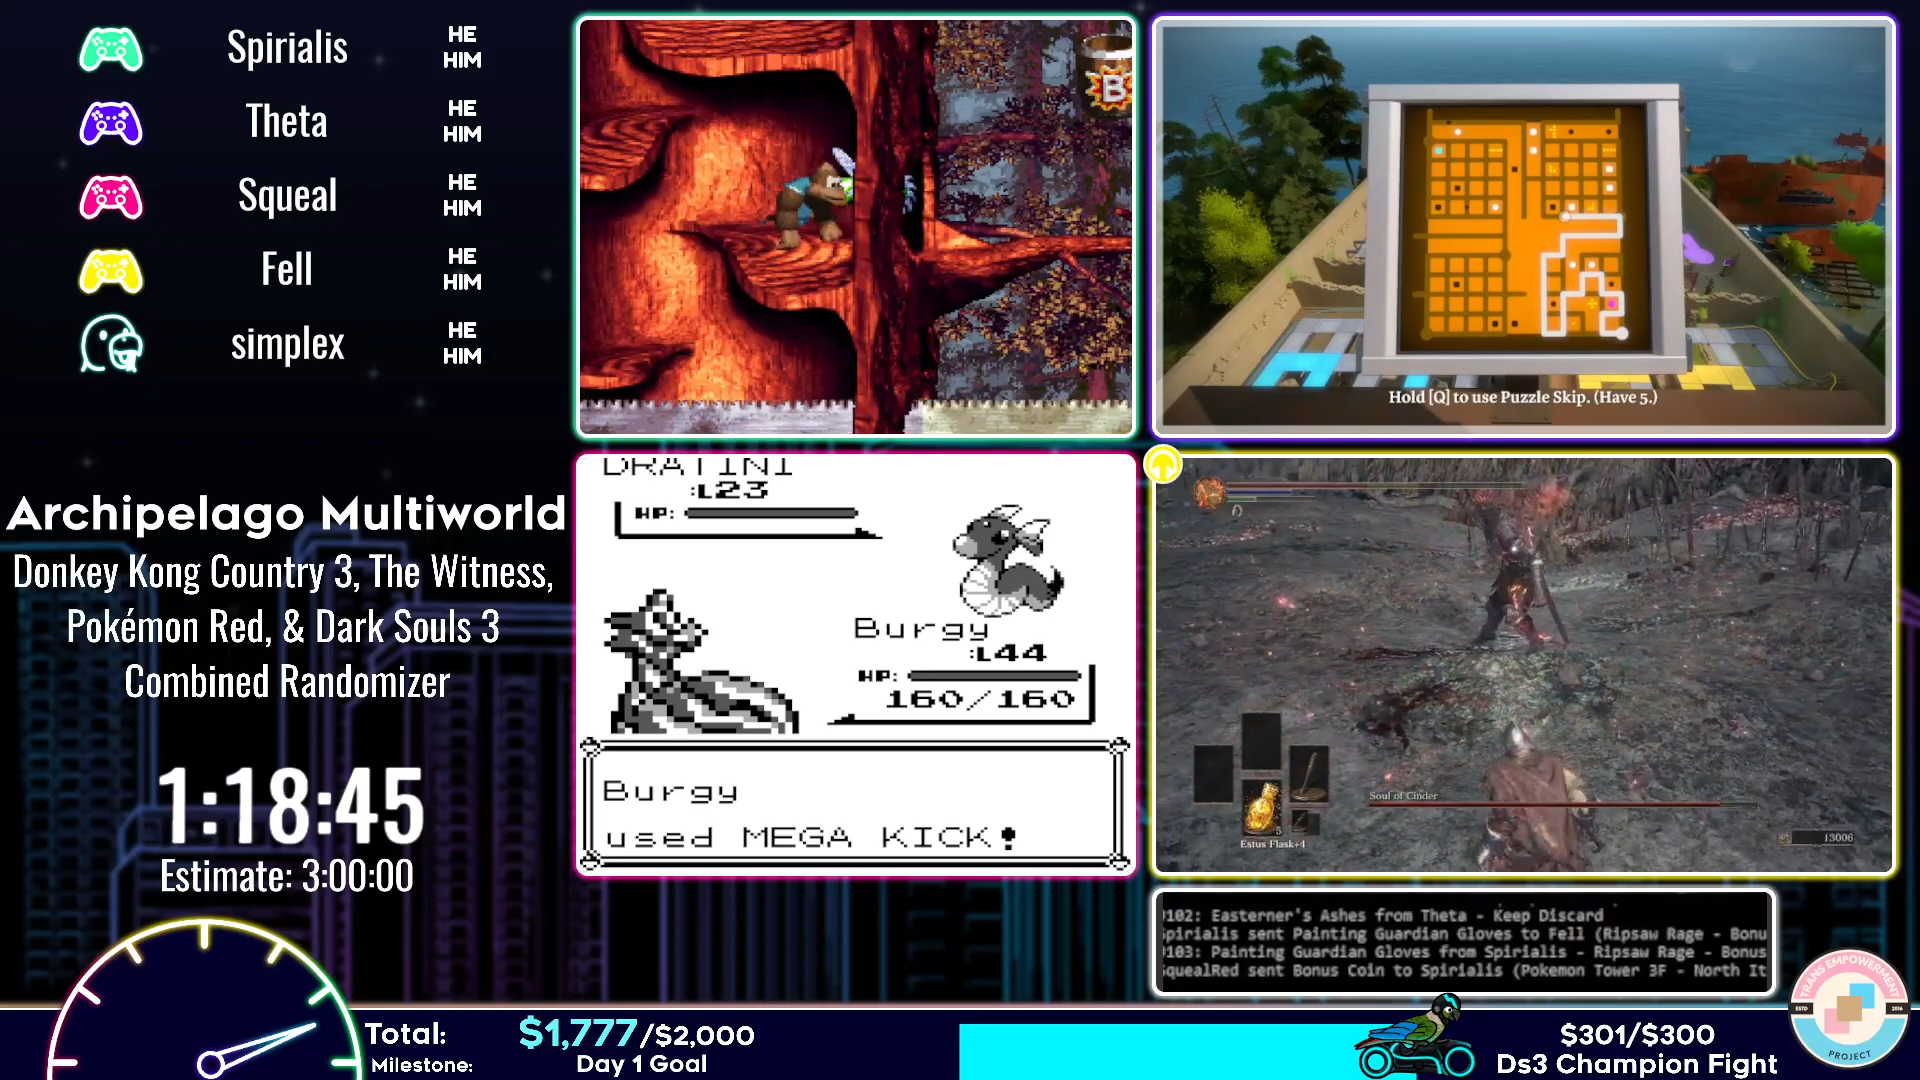 Spirialis
HE
HIM
Theta
HE
HIM
Squeal
HE
HIM
Fell
HE
HIM
simplex
HE
HIM
Archipelago Multiworld
Donkey Kong Country 3, The Witness,
Pokémon Red, & Dark Souls 3
Combined Randomizer
1:18:45
Estimate: 3:00:00
B
Hold [Q] to use Puzzle Skip. (Have 5.)
DRATINI
:L23
HP:
Burgy
:L44
HP:
160/160
Burgy
used MEGA KICK!
Soul of Cinder
5
Estus Flask+4
13006
102: Easterner's Ashes from Theta - Keep Discard
pirialis sent Painting Guardian Gloves to Fell (Ripsaw Rage - Bonu
103: Painting Guardian Gloves from Spirialis - Ripsaw Rage - Bonus
quealRed sent Bonus Coin to Spirialis (Pokemon Tower 3F - North It
Total: $1,777/$2,000
Milestone: Day 1 Goal
$301/$300
Ds3 Champion Fight
TRANS EMPOWERMENT
ESTD 2016
PROJECT